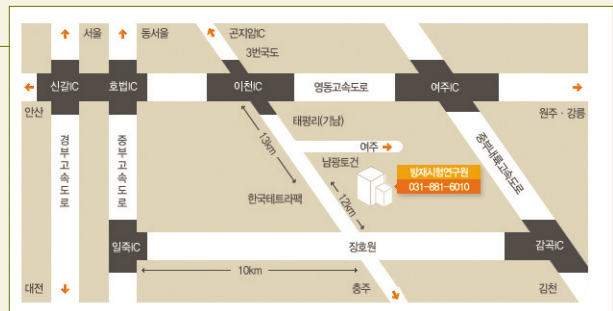 서울
동서울
곤지암IC
3번국도
신갈IC
호법IC
이천IC
영동고속도로
여주IC
안산
원주 · 강릉
태평리(기남)
여주
남광토건
방재시험연구원
031-881-6010
경부고속도로
중부고속도로
중부내륙고속도로
13km
12km
한국테트라팩
일죽IC
장호원
감곡IC
10km
대전
충주
김천